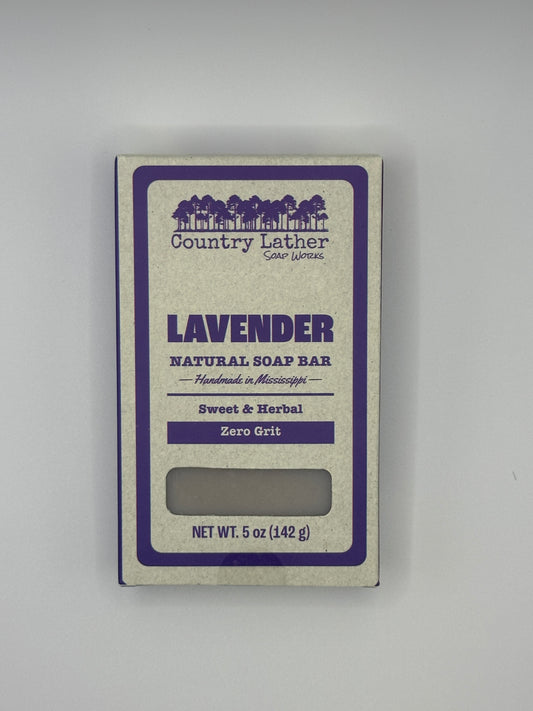 Country Lather
Soap Works
LAVENDER
NATURAL SOAP BAR
Handmade in Mississippi
Sweet & Herbal
Zero Grit
NET WT. 5 oz (142 g)